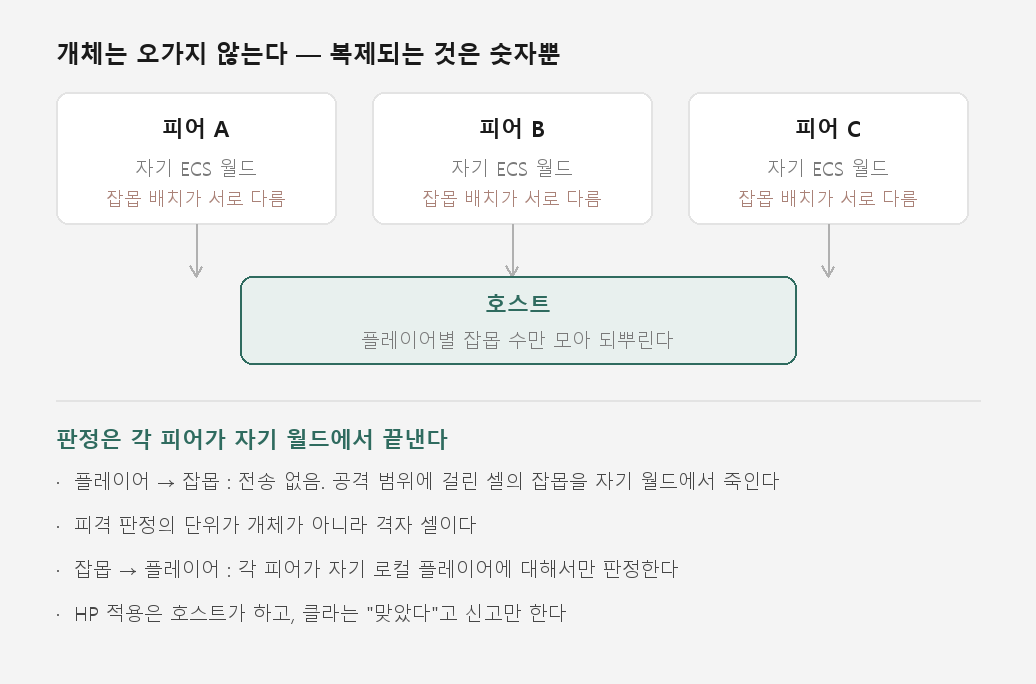 개체는 오가지 않는다 — 복제되는 것은 숫자뿐
피어 A
자기 ECS 월드
잡몹 배치가 서로 다름
피어 B
자기 ECS 월드
잡몹 배치가 서로 다름
피어 C
자기 ECS 월드
잡몹 배치가 서로 다름
호스트
플레이어별 잡몹 수만 모아 되뿌린다
판정은 각 피어가 자기 월드에서 끝낸다
· 플레이어 → 잡몹 : 전송 없음. 공격 범위에 걸린 셀의 잡몹을 자기 월드에서 죽인다
· 피격 판정의 단위가 개체가 아니라 격자 셀이다
· 잡몹 → 플레이어 : 각 피어가 자기 로컬 플레이어에 대해서만 판정한다
· HP 적용은 호스트가 하고, 클라는 "맞았다"고 신고만 한다